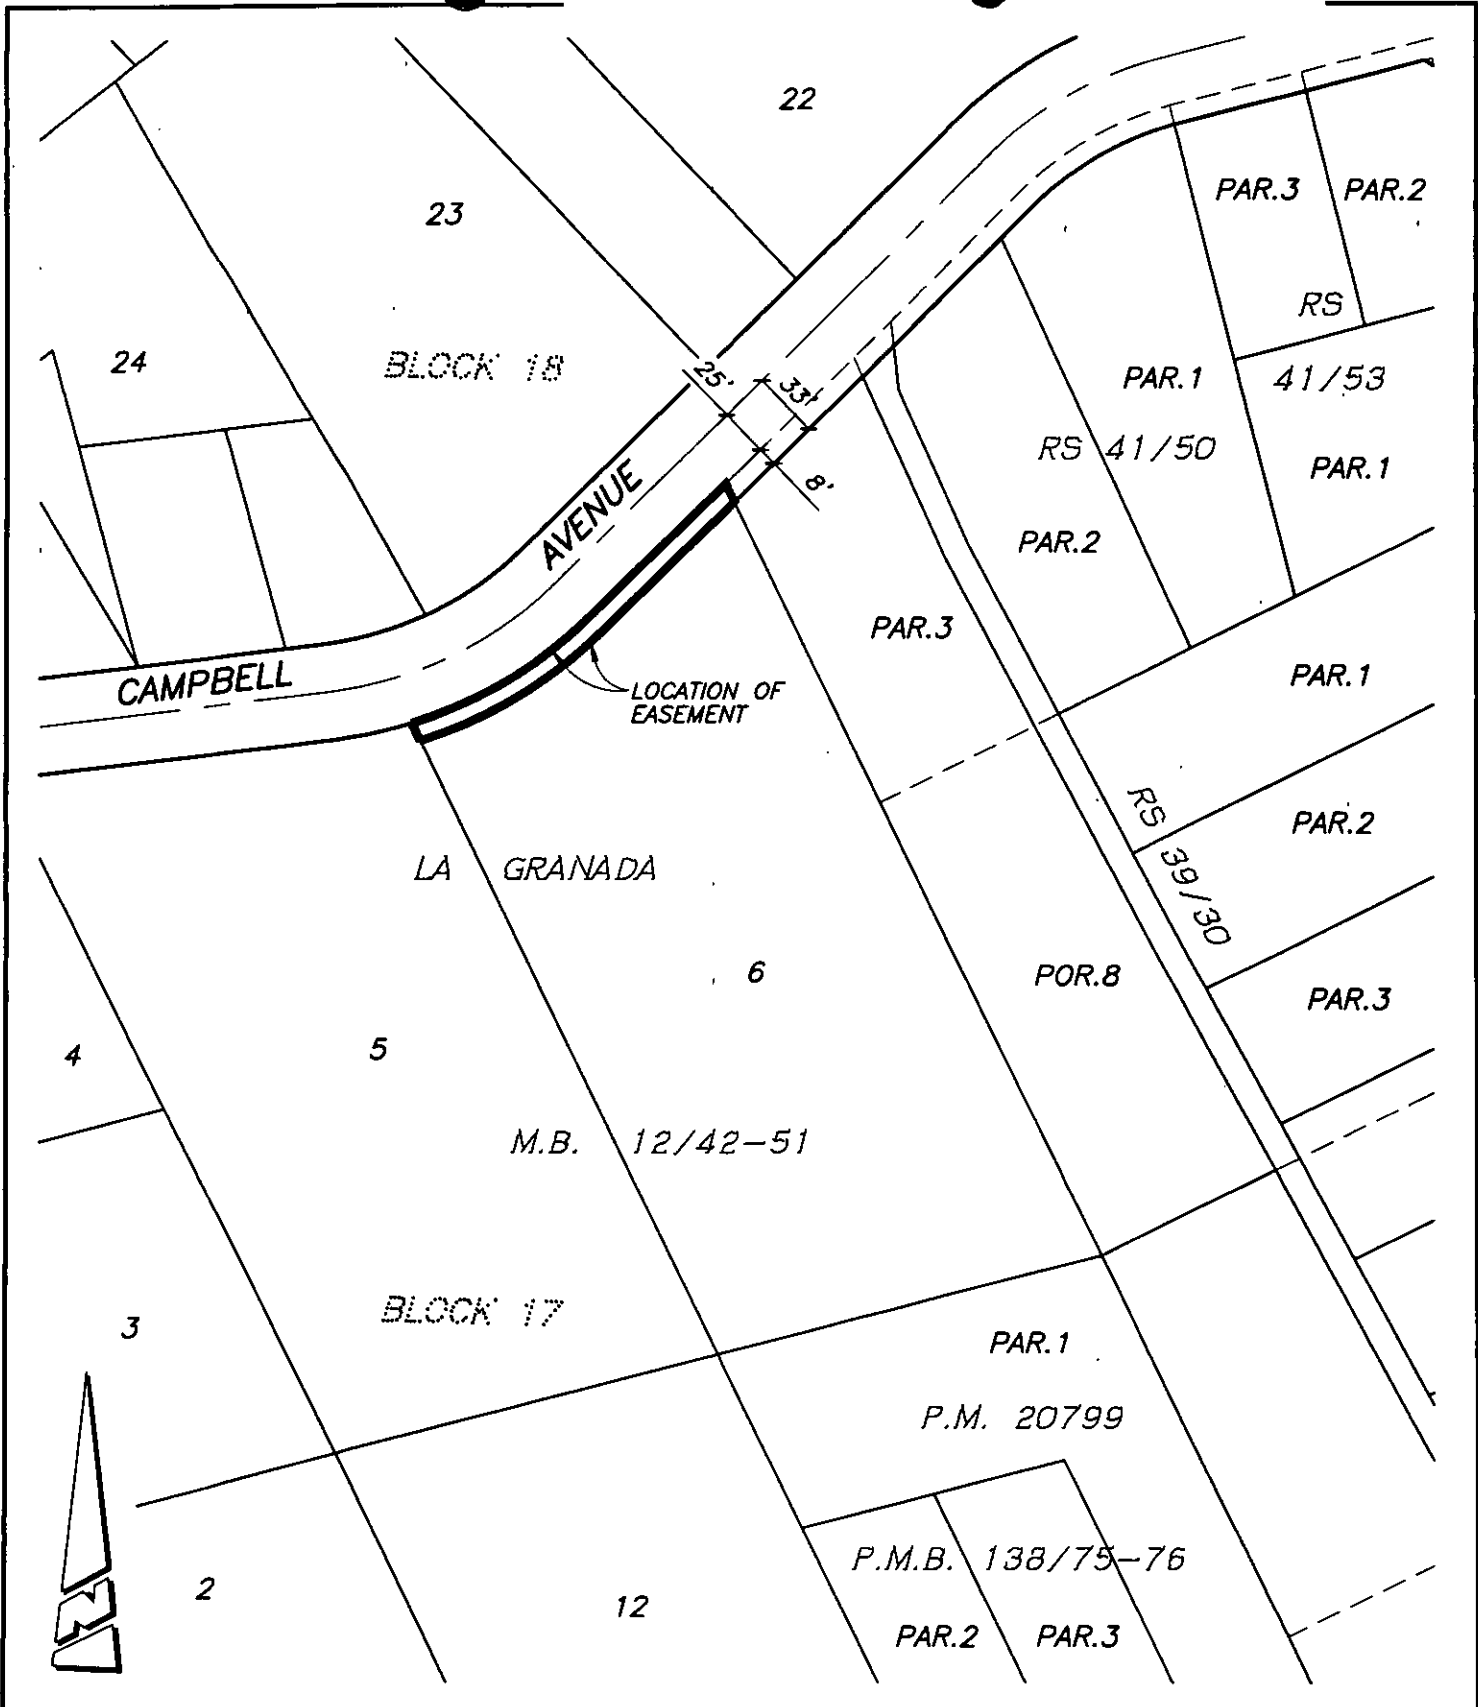 22
PAR.3
PAR.2
23
RS
24
BLOCK 18
25'
33'
PAR.1
41/53
RS 41/50
PAR.1
8'
AVENUE
PAR.2
PAR.3
CAMPBELL
LOCATION OF
EASEMENT
PAR.1
RS 39/30
PAR.2
LA GRANADA
6
POR.8
PAR.3
4
5
M.B. 12/42-51
BLOCK 17
3
PAR.1
P.M. 20799
P.M.B. 138/75-76
2
12
PAR.2
PAR.3
N